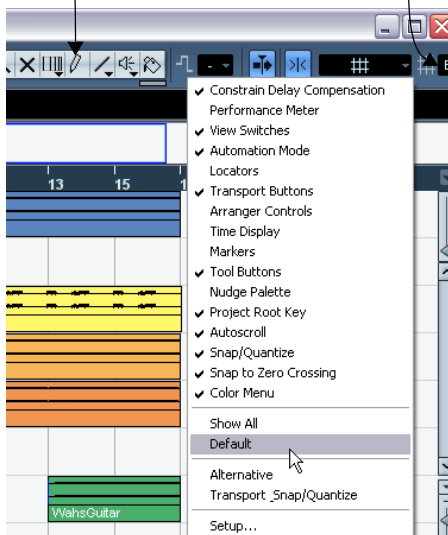 -
E
✓ Constrain Delay Compensation
Performance Meter
✓ View Switches
✓ Automation Mode
Locators
✓ Transport Buttons
Arranger Controls
Time Display
Markers
✓ Tool Buttons
Nudge Palette
✓ Project Root Key
✓ Autoscroll
✓ Snap/Quantize
✓ Snap to Zero Crossing
✓ Color Menu
Show All
Default
Alternative
Transport _Snap/Quantize
Setup...
13 15 1
WahsGuitar